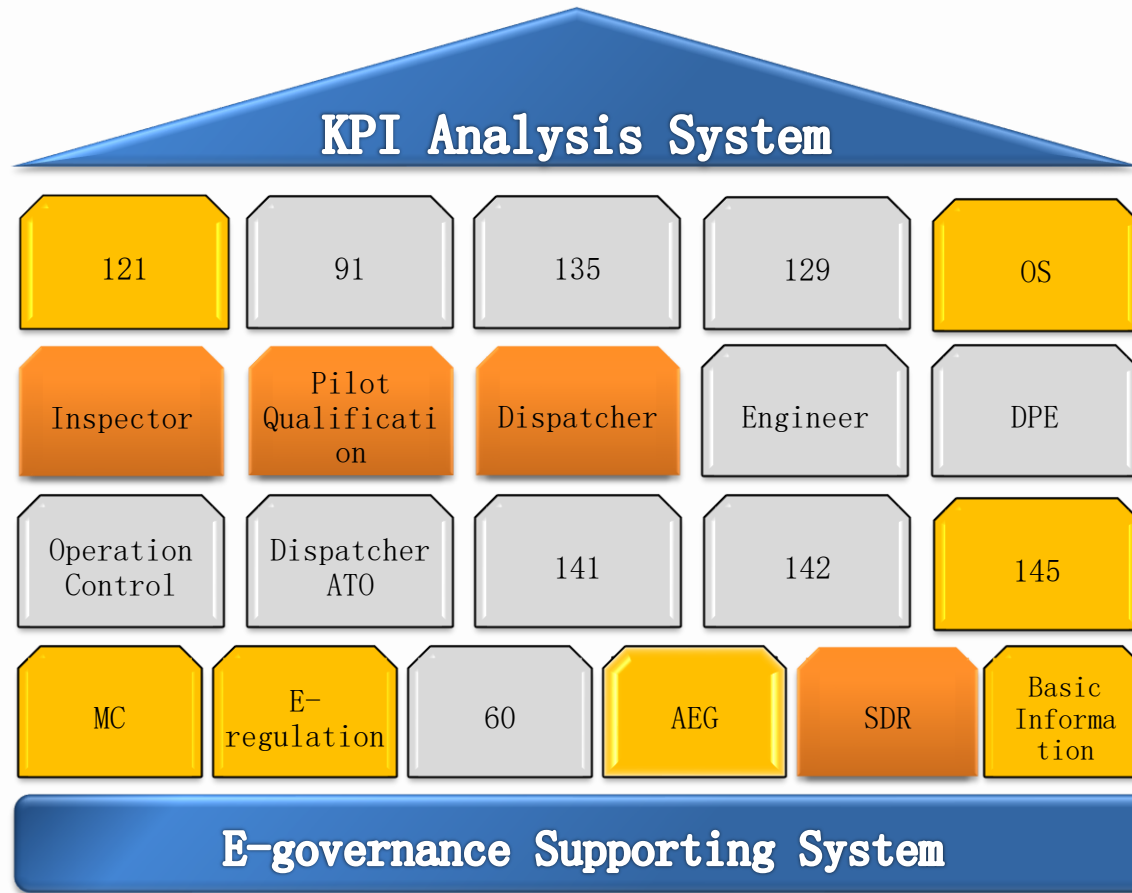 KPI Analysis System
121
91
135
129
OS
Inspector
Pilot
Qualificati
on
Dispatcher
Engineer
DPE
Operation
Control
Dispatcher
ATO
141
142
145
MC
E-
regulation
60
AEG
SDR
Basic
Informa
tion
E-governance Supporting System